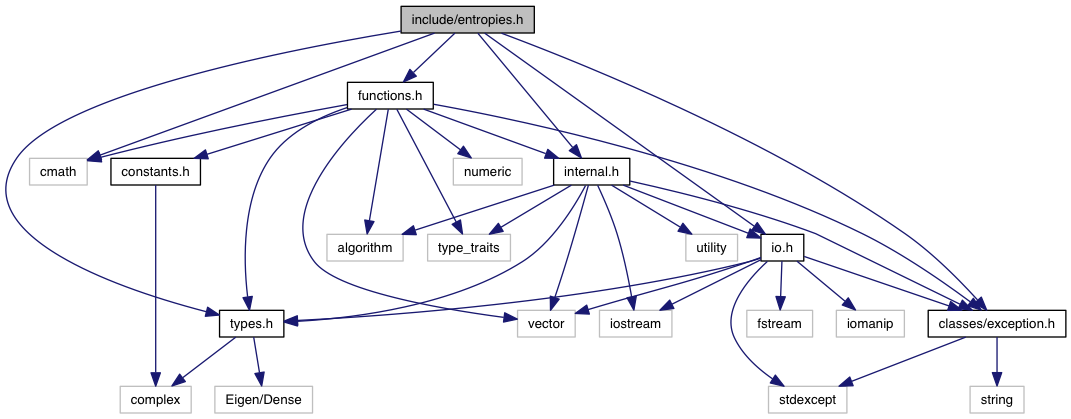 include/entropies.h
functions.h
cmath
constants.h
numeric
internal.h
algorithm
type_traits
utility
io.h
types.h
vector
iostream
fstream
iomanip
classes/exception.h
complex
Eigen/Dense
stdexcept
string